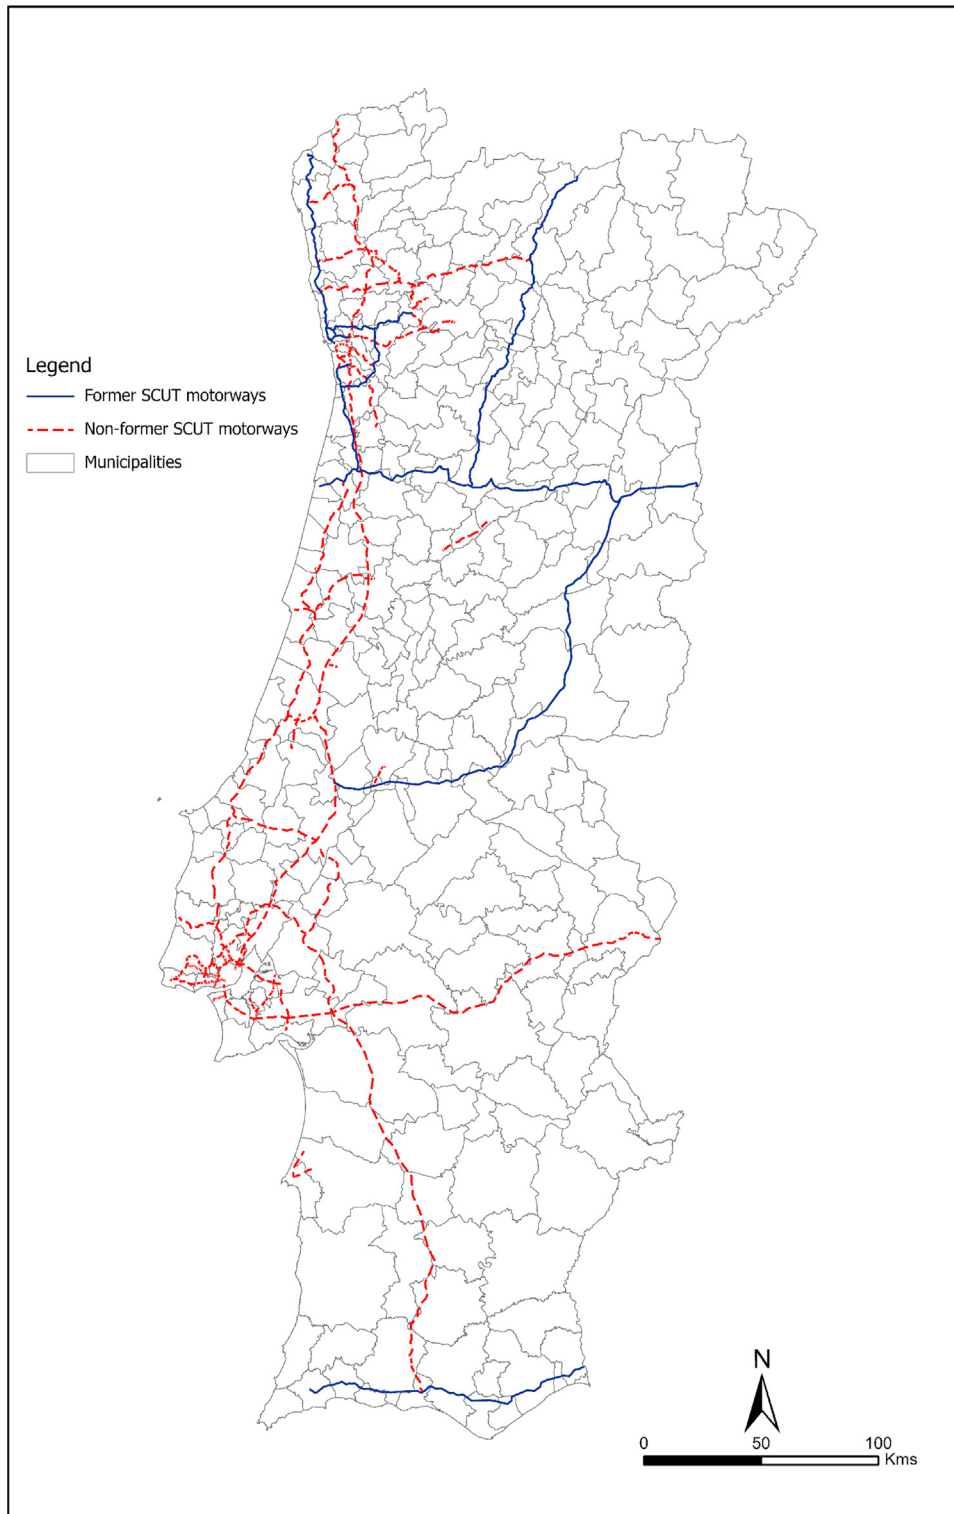 Legend
Former SCUT motorways
Non-former SCUT motorways
Municipalities
N
0 50 100
Kms